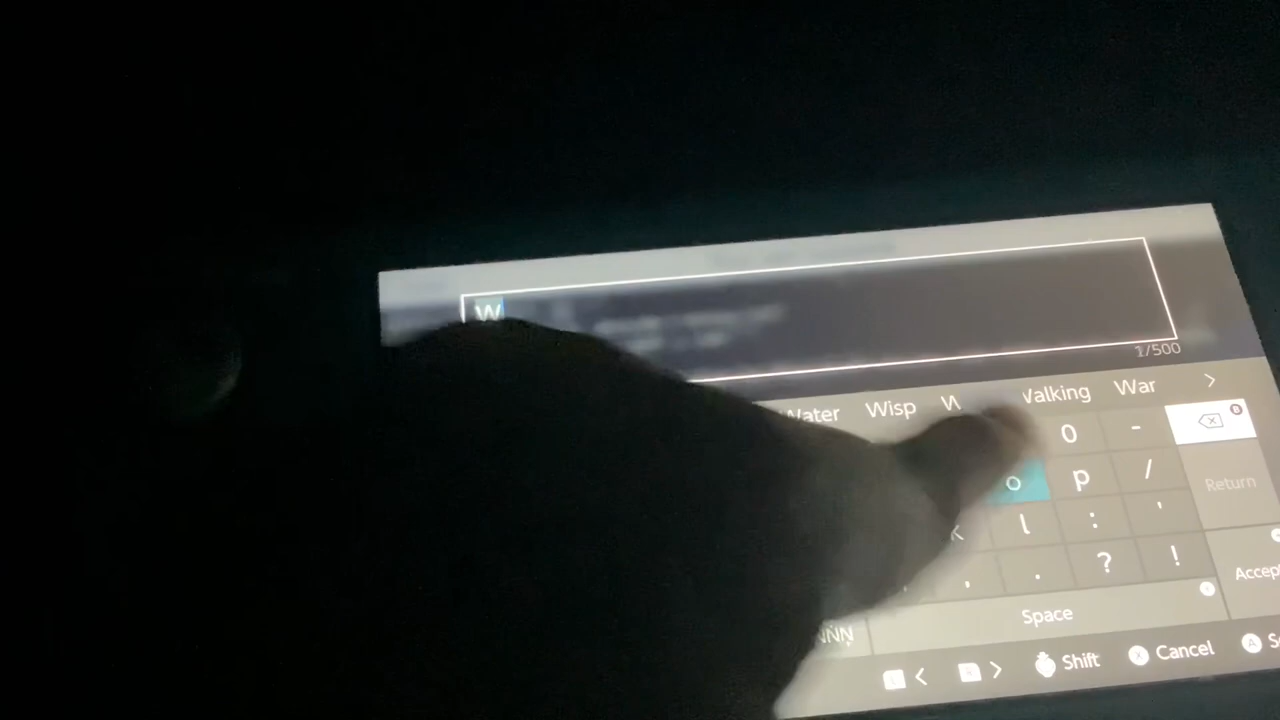 w
1/500
Water Wisp Walking War >
0 -
o p / Return
l : '
, . ? ! Accept
Space
< > Shift X Cancel A